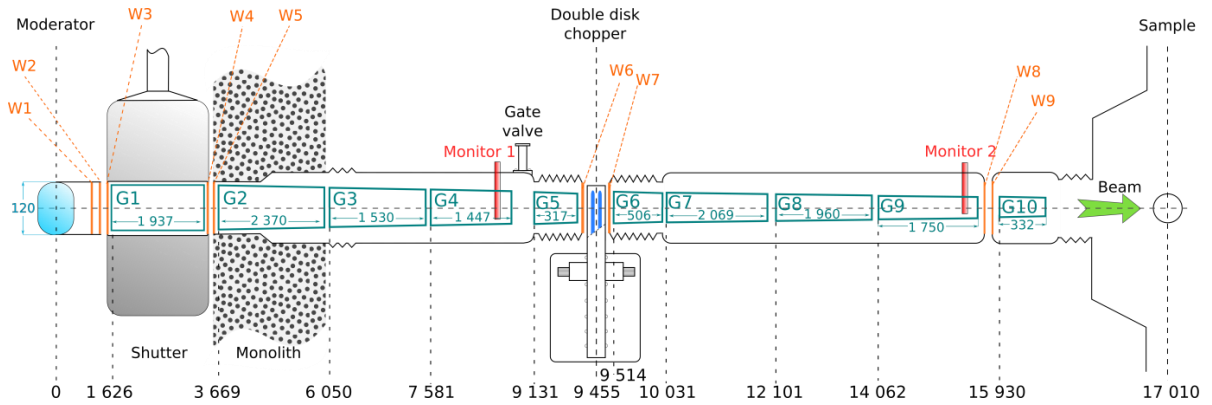 Moderator
W3
W4
W5
W2
W1
Double disk
chopper
Sample
W6
W7
W8
W9
Gate
valve
Monitor 1
Monitor 2
Beam
120
G1
1 937
G2
2 370
G3
1 530
G4
1 447
G5
317
G6
506
G7
2 069
G8
1 960
G9
1 750
G10
332
Shutter
Monolith
0
1 626
3 669
6 050
7 581
9 131
9 455
9 514
10 031
12 101
14 062
15 930
17 010